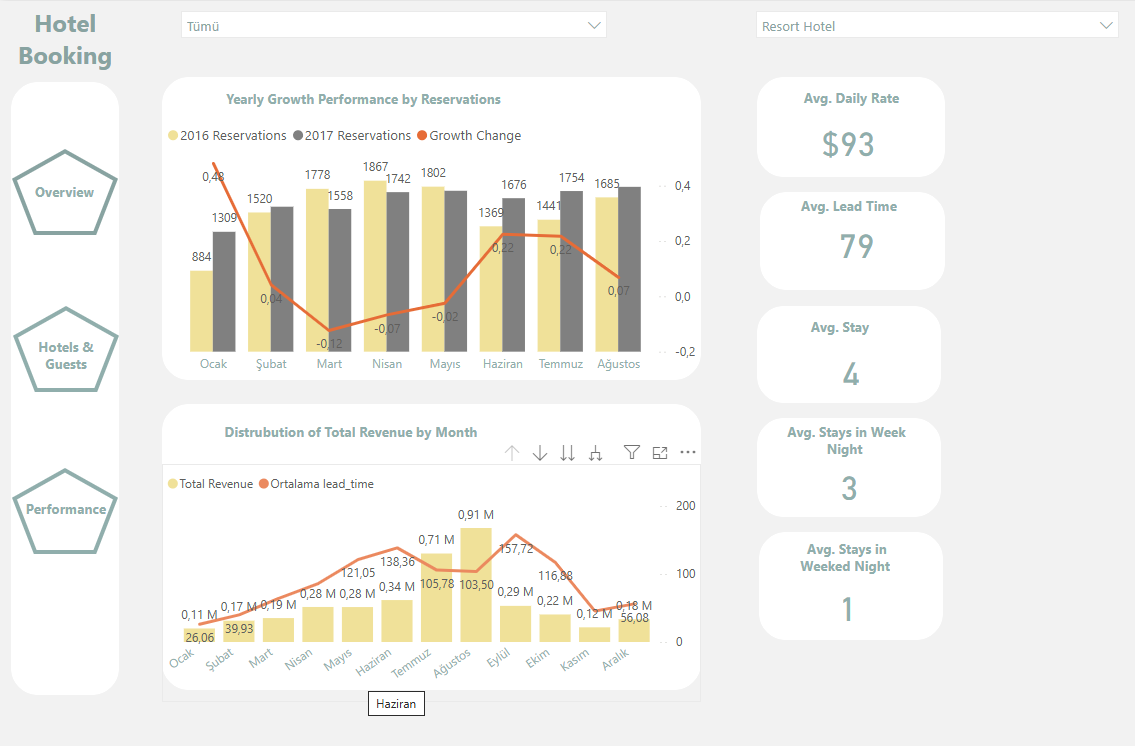 Hotel
Booking
Tümü
Resort Hotel
Overview
Hotels &
Guests
Performance
Yearly Growth Performance by Reservations
2016 Reservations 2017 Reservations Growth Change
884 1309 1520 1778 1558 1867 1742 1802 1369 1676 1441 1754 1685
0,48 0,04 -0,12 -0,07 -0,02 0,22 0,22 0,07
0,4
0,2
0,0
-0,2
Ocak Şubat Mart Nisan Mayıs Haziran Temmuz Ağustos
Distrubution of Total Revenue by Month
Total Revenue Ortalama lead_time
0,11 M 0,17 M 0,19 M 0,28 M 0,28 M 0,34 M 0,71 M 0,91 M 0,29 M 0,22 M 0,12 M 0,18 M
26,06 39,93 121,05 138,36 105,78 103,50 157,72 116,88 56,08
200
100
0
Ocak Şubat Mart Nisan Mayıs Haziran Temmuz Ağustos Eylül Ekim Kasım Aralık
Haziran
Avg. Daily Rate
$93
Avg. Lead Time
79
Avg. Stay
4
Avg. Stays in Week
Night
3
Avg. Stays in
Weeked Night
1